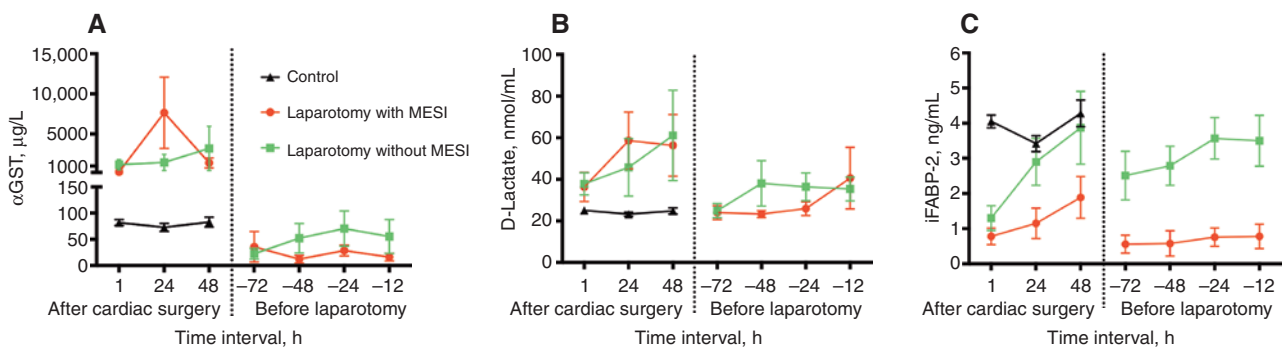 A
αGST, μg/L
15,000
10,000
5000
1000
150
100
50
0
1 24 48 –72 –48 –24 –12
After cardiac surgery Before laparotomy
Time interval, h
Control
Laparotomy with MESI
Laparotomy without MESI
B
D-Lactate, nmol/mL
100
80
60
40
20
0
1 24 48 –72 –48 –24 –12
After cardiac surgery Before laparotomy
Time interval, h
C
iFABP-2, ng/mL
6
5
4
3
2
1
0
1 24 48 –72 –48 –24 –12
After cardiac surgery Before laparotomy
Time interval, h